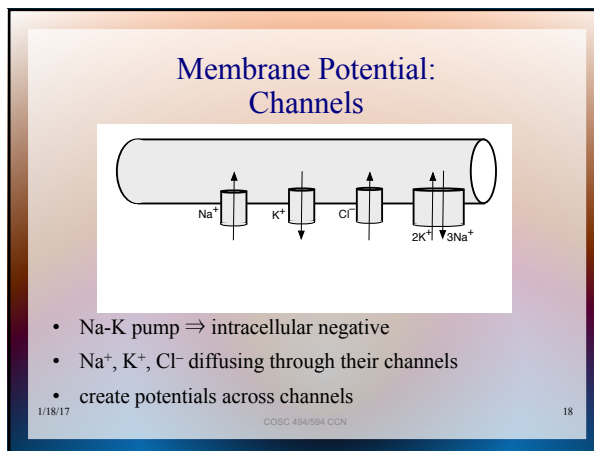 Membrane Potential:
Channels
Na⁺ K⁺ Cl⁻ 2K⁺ 3Na⁺
• Na-K pump ⇒ intracellular negative
• Na⁺, K⁺, Cl⁻ diffusing through their channels
• create potentials across channels
1/18/17 COSC 494/594 CCN 18